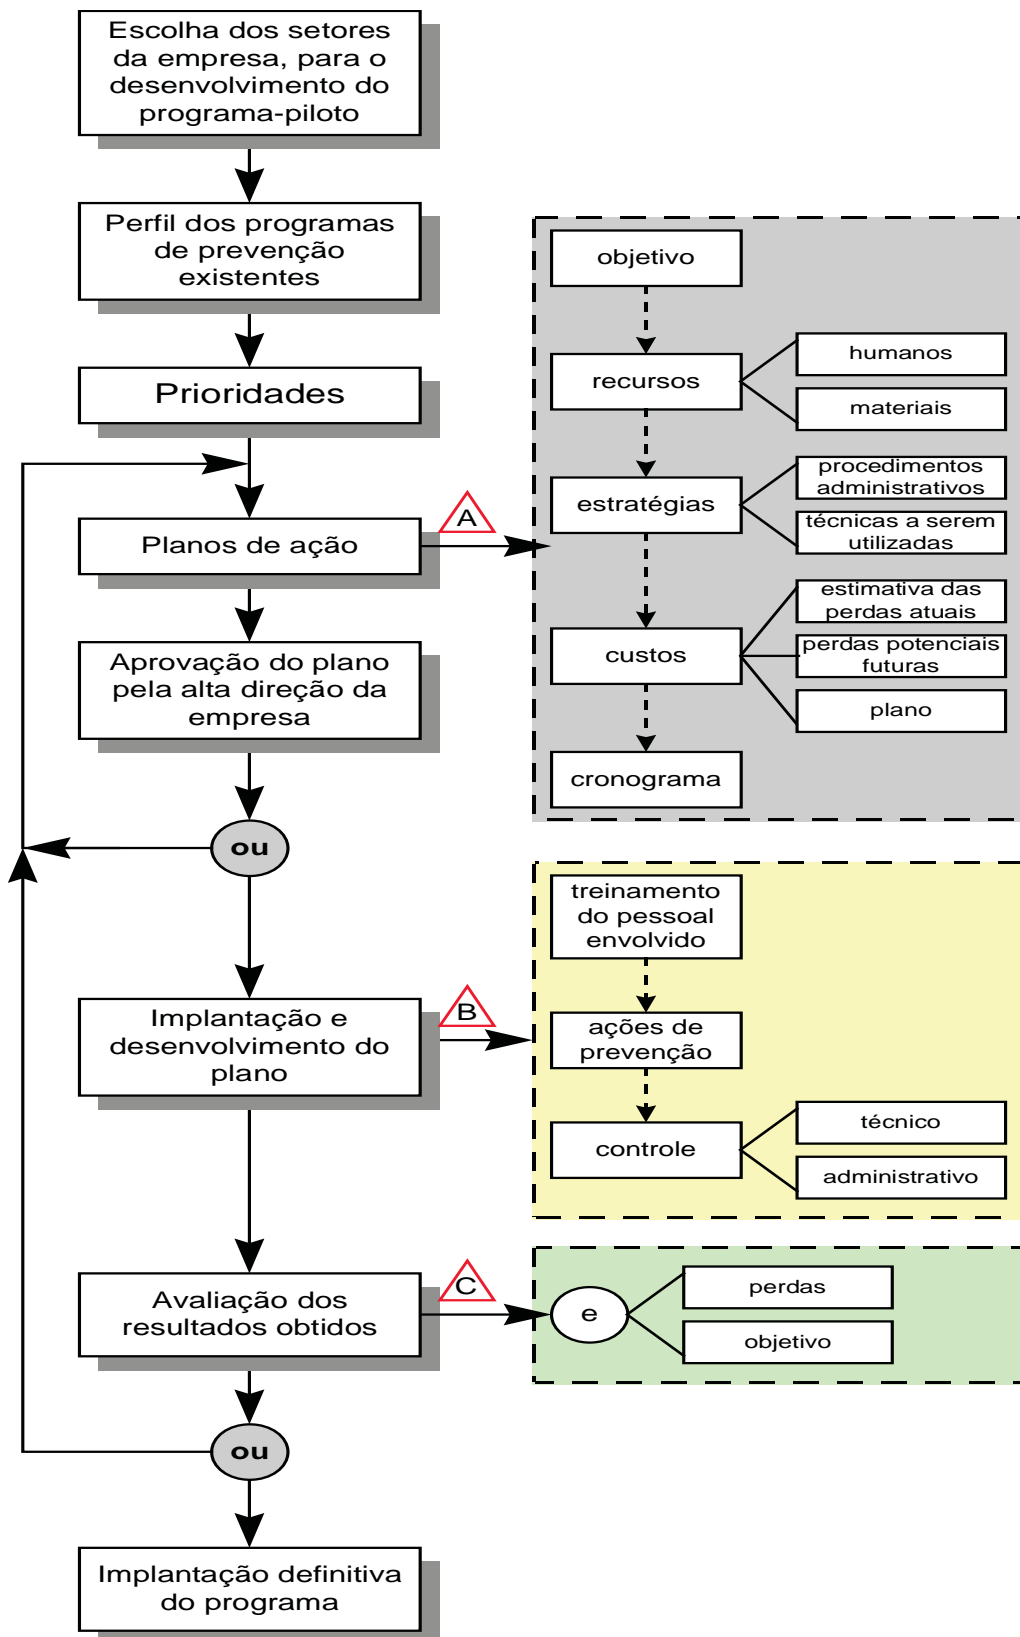 Escolha dos setores
da empresa, para o
desenvolvimento do
programa-piloto
Perfil dos programas
de prevenção
existentes
Prioridades
Planos de ação
A
Aprovação do plano
pela alta direção da
empresa
ou
Implantação e
desenvolvimento do
plano
B
Avaliação dos
resultados obtidos
C
ou
Implantação definitiva
do programa
objetivo
recursos
humanos
materiais
estratégias
procedimentos
administrativos
técnicas a serem
utilizadas
custos
estimativa das
perdas atuais
perdas potenciais
futuras
plano
cronograma
treinamento
do pessoal
envolvido
ações de
prevenção
controle
técnico
administrativo
e
perdas
objetivo